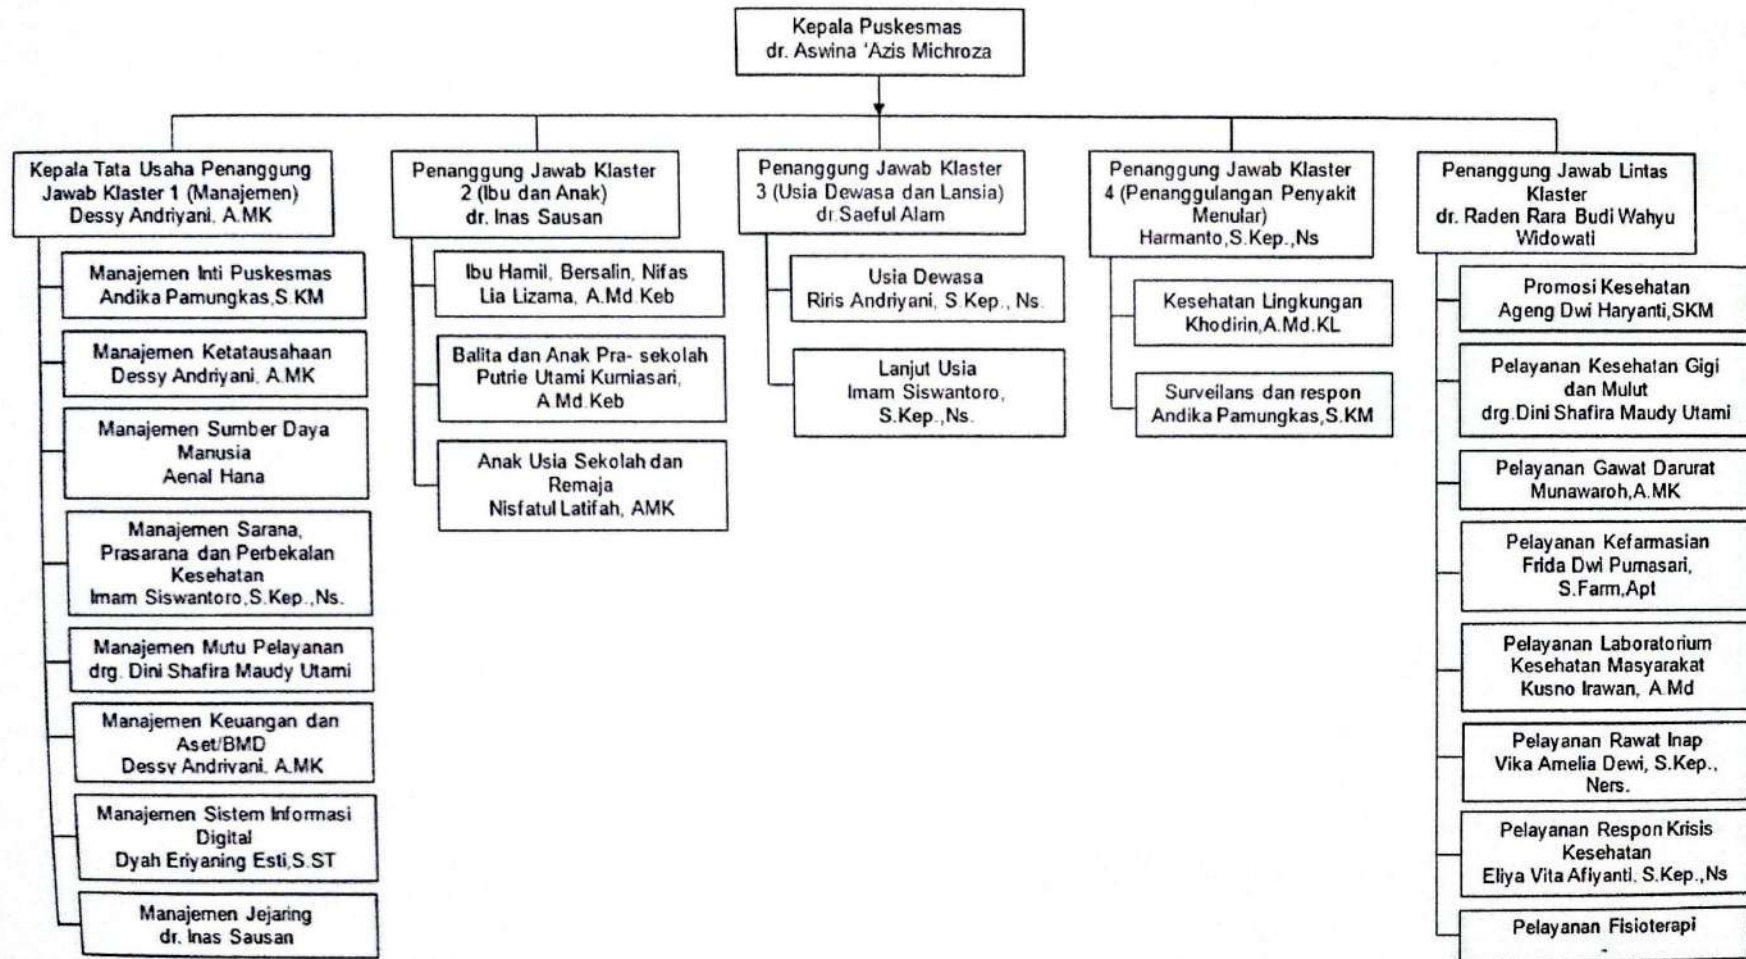 Kepala Puskesmas
dr. Aswina 'Azis Michroza
Kepala Tata Usaha Penanggung
Jawab Klaster 1 (Manajemen)
Dessy Andriyani, A.MK
Manajemen Inti Puskesmas
Andika Pamungkas,S.KM
Manajemen Ketatausahaan
Dessy Andriyani, A.MK
Manajemen Sumber Daya
Manusia
Aenal Hana
Manajemen Sarana,
Prasarana dan Perbekalan
Kesehatan
Imam Siswantoro,S.Kep.,Ns.
Manajemen Mutu Pelayanan
drg. Dini Shafira Maudy Utami
Manajemen Keuangan dan
Aset/BMD
Dessy Andriyani, A.MK
Manajemen Sistem Informasi
Digital
Dyah Eriyaning Esti,S.ST
Manajemen Jejaring
dr. Inas Sausan
Penanggung Jawab Klaster
2 (Ibu dan Anak)
dr. Inas Sausan
Ibu Hamil, Bersalin, Nifas
Lia Lizama, A.Md.Keb
Balita dan Anak Pra- sekolah
Putrie Utami Kurniasari,
A.Md.Keb
Anak Usia Sekolah dan
Remaja
Nisfatul Latifah, AMK
Penanggung Jawab Klaster
3 (Usia Dewasa dan Lansia)
dr.Saeful Alam
Usia Dewasa
Riris Andriyani, S.Kep., Ns.
Lanjut Usia
Imam Siswantoro,
S.Kep.,Ns.
Penanggung Jawab Klaster
4 (Penanggulangan Penyakit
Menular)
Harmanto,S.Kep.,Ns
Kesehatan Lingkungan
Khodirin,A.Md.KL
Surveilans dan respon
Andika Pamungkas,S.KM
Penanggung Jawab Lintas
Klaster
dr. Raden Rara Budi Wahyu
Widowati
Promosi Kesehatan
Ageng Dwi Haryanti,SKM
Pelayanan Kesehatan Gigi
dan Mulut
drg.Dini Shafira Maudy Utami
Pelayanan Gawat Darurat
Munawaroh,A.MK
Pelayanan Kefarmasian
Frida Dwi Purnasari,
S.Farm,Apt
Pelayanan Laboratorium
Kesehatan Masyarakat
Kusno Irawan, A.Md
Pelayanan Rawat Inap
Vika Amelia Dewi, S.Kep.,
Ners.
Pelayanan Respon Krisis
Kesehatan
Eliya Vita Afiyanti, S.Kep.,Ns
Pelayanan Fisioterapi
-